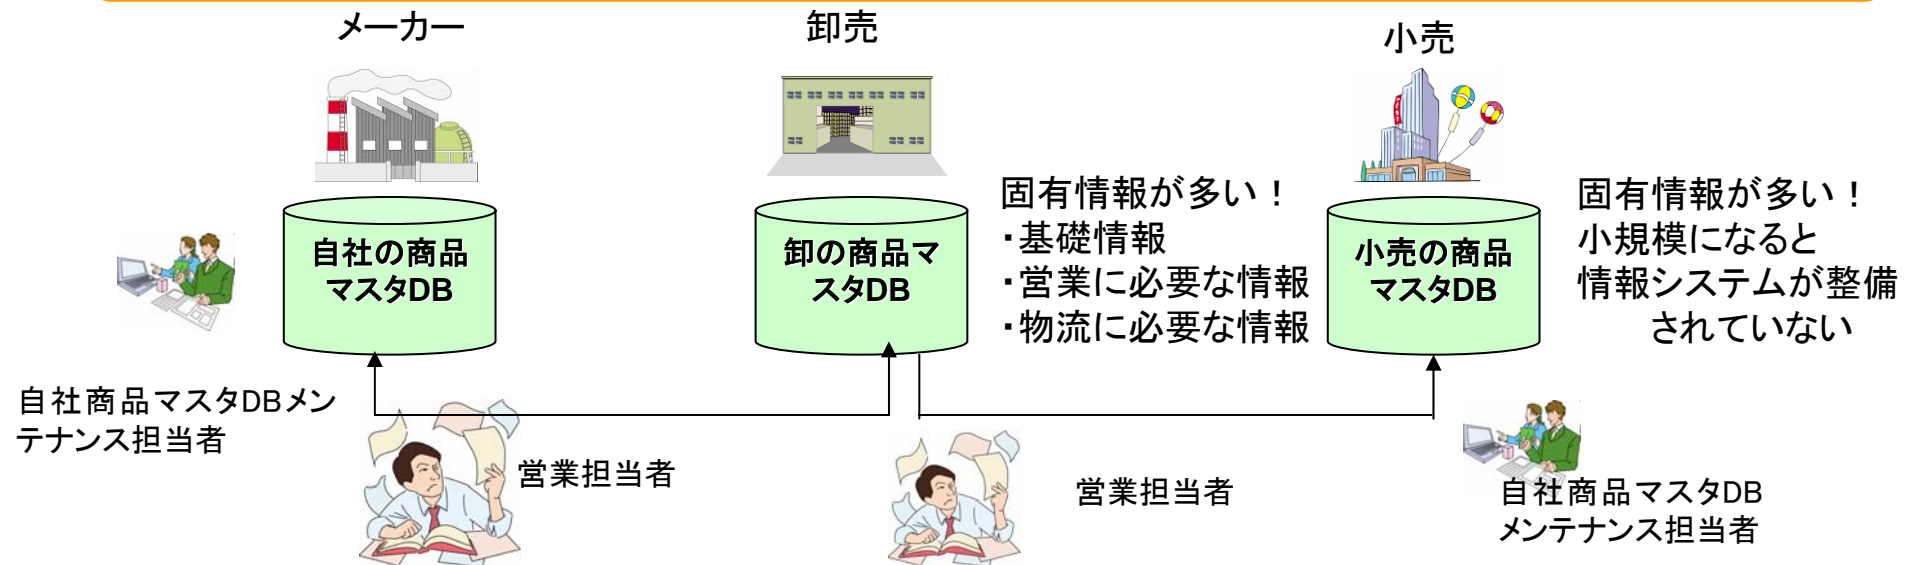 メーカー
卸売
小売
自社の商品
マスタDB
卸の商品マ
スタDB
固有情報が多い！
・基礎情報
・営業に必要な情報
・物流に必要な情報
小売の商品
マスタDB
固有情報が多い！
小規模になると
情報システムが整備
されていない
自社商品マスタDBメン
テナンス担当者
営業担当者
営業担当者
自社商品マスタDB
メンテナンス担当者